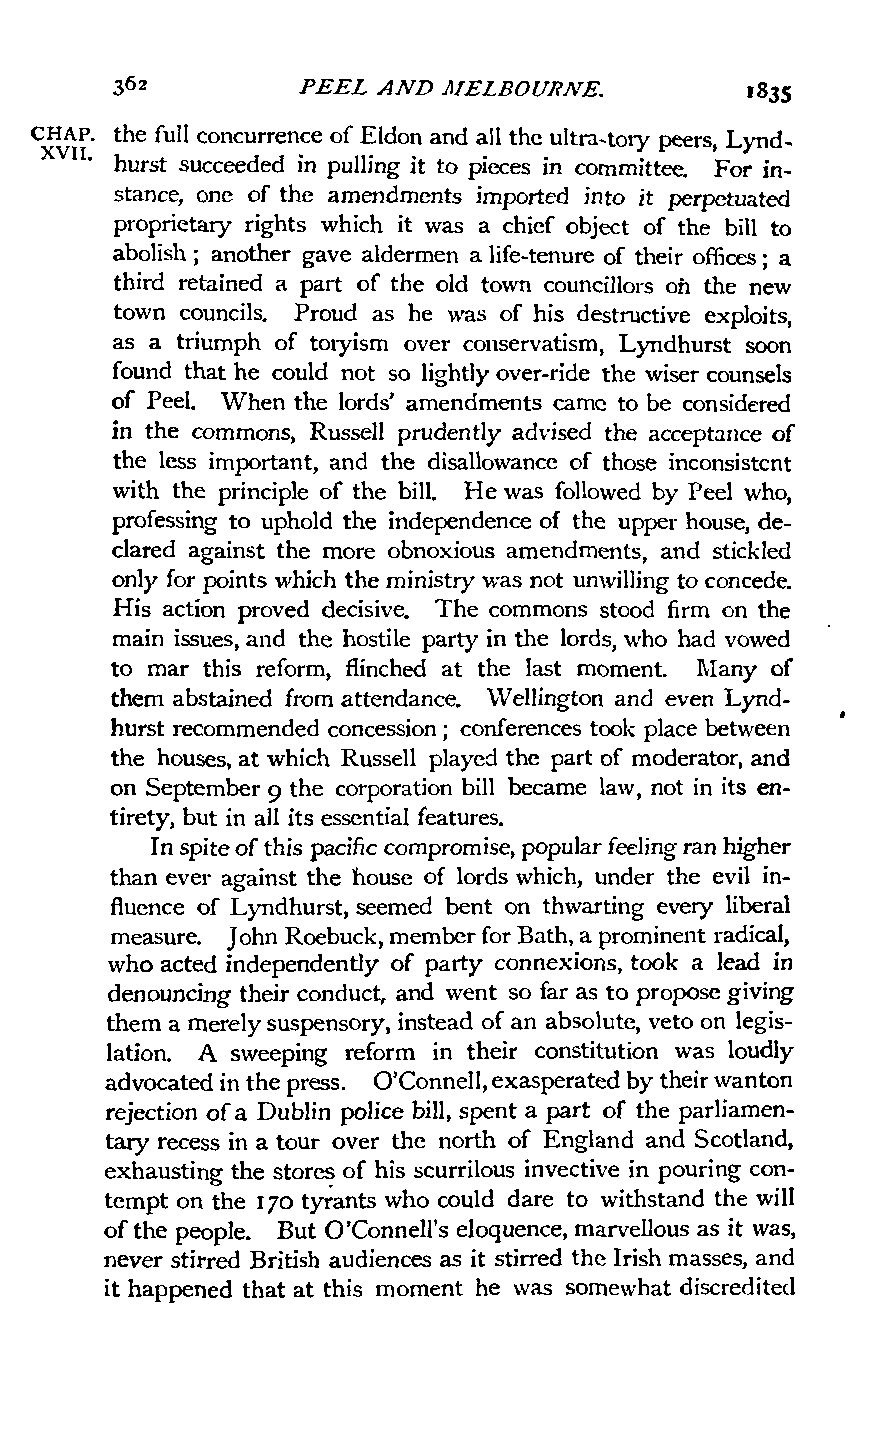 362 PEEL AND MELBOURNE. 1835
CHAP. XVII.
the full concurrence of Eldon and all the ultra-tory peers, Lynd-
hurst succeeded in pulling it to pieces in committee. For in-
stance, one of the amendments imported into it perpetuated
proprietary rights which it was a chief object of the bill to
abolish ; another gave aldermen a life-tenure of their offices ; a
third retained a part of the old town councillors on the new
town councils. Proud as he was of his destructive exploits,
as a triumph of toryism over conservatism, Lyndhurst soon
found that he could not so lightly over-ride the wiser counsels
of Peel. When the lords' amendments came to be considered
in the commons, Russell prudently advised the acceptance of
the less important, and the disallowance of those inconsistent
with the principle of the bill. He was followed by Peel who,
professing to uphold the independence of the upper house, de-
clared against the more obnoxious amendments, and stickled
only for points which the ministry was not unwilling to concede.
His action proved decisive. The commons stood firm on the
main issues, and the hostile party in the lords, who had vowed
to mar this reform, flinched at the last moment. Many of
them abstained from attendance. Wellington and even Lynd-
hurst recommended concession ; conferences took place between
the houses, at which Russell played the part of moderator, and
on September 9 the corporation bill became law, not in its en-
tirety, but in all its essential features.
In spite of this pacific compromise, popular feeling ran higher
than ever against the house of lords which, under the evil in-
fluence of Lyndhurst, seemed bent on thwarting every liberal
measure. John Roebuck, member for Bath, a prominent radical,
who acted independently of party connexions, took a lead in
denouncing their conduct, and went so far as to propose giving
them a merely suspensory, instead of an absolute, veto on legis-
lation. A sweeping reform in their constitution was loudly
advocated in the press. O'Connell, exasperated by their wanton
rejection of a Dublin police bill, spent a part of the parliamen-
tary recess in a tour over the north of England and Scotland,
exhausting the stores of his scurrilous invective in pouring con-
tempt on the 170 tyrants who could dare to withstand the will
of the people. But O'Connell's eloquence, marvellous as it was,
never stirred British audiences as it stirred the Irish masses, and
it happened that at this moment he was somewhat discredited